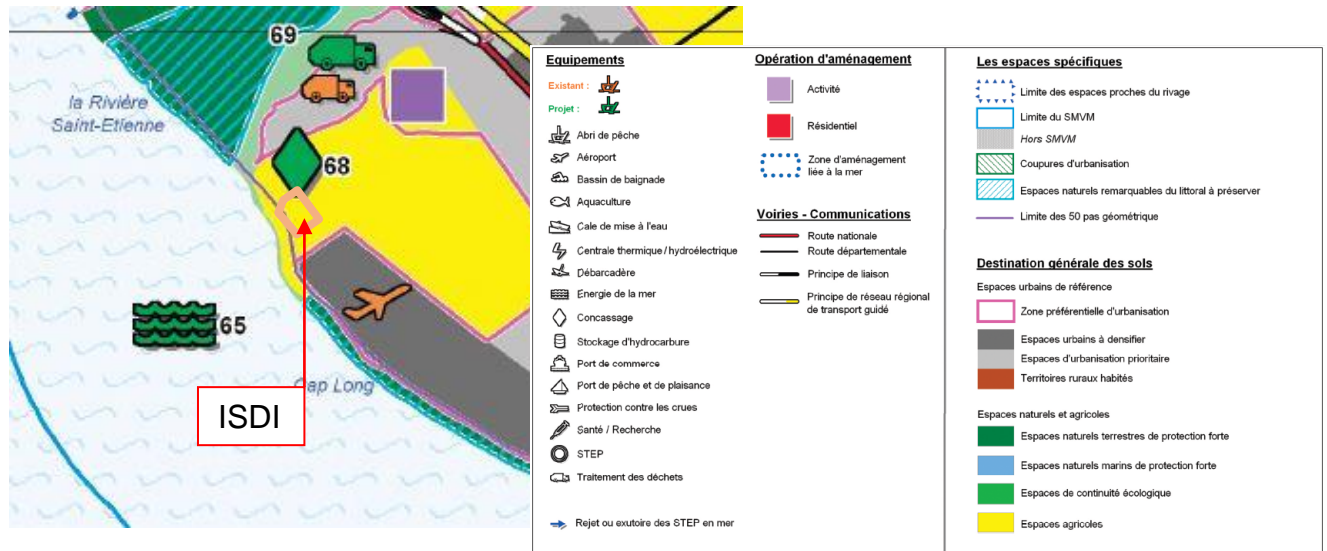 69
la Rivière
Saint-Etienne
68
65
Cap Long
ISDI
Equipements
Existant :
Projet :
Abri de pêche
Aéroport
Bassin de baignade
Aquaculture
Cale de mise à l'eau
Centrale thermique / hydroélectrique
Débarcadère
Energie de la mer
Concassage
Stockage d'hydrocarbure
Port de commerce
Port de pêche et de plaisance
Protection contre les crues
Santé / Recherche
STEP
Traitement des déchets
Rejet ou exutoire des STEP en mer
Opération d'aménagement
Activité
Résidentiel
Zone d'aménagement
liée à la mer
Voiries - Communications
Route nationale
Route départementale
Principe de liaison
Principe de réseau régional
de transport guidé
Les espaces spécifiques
Limite des espaces proches du rivage
Limite du SMVM
Hors SMVM
Coupures d'urbanisation
Espaces naturels remarquables du littoral à préserver
Limite des 50 pas géométrique
Destination générale des sols
Espaces urbains de référence
Zone préférentielle d'urbanisation
Espaces urbains à densifier
Espaces d'urbanisation prioritaire
Territoires ruraux habités
Espaces naturels et agricoles
Espaces naturels terrestres de protection forte
Espaces naturels marins de protection forte
Espaces de continuité écologique
Espaces agricoles